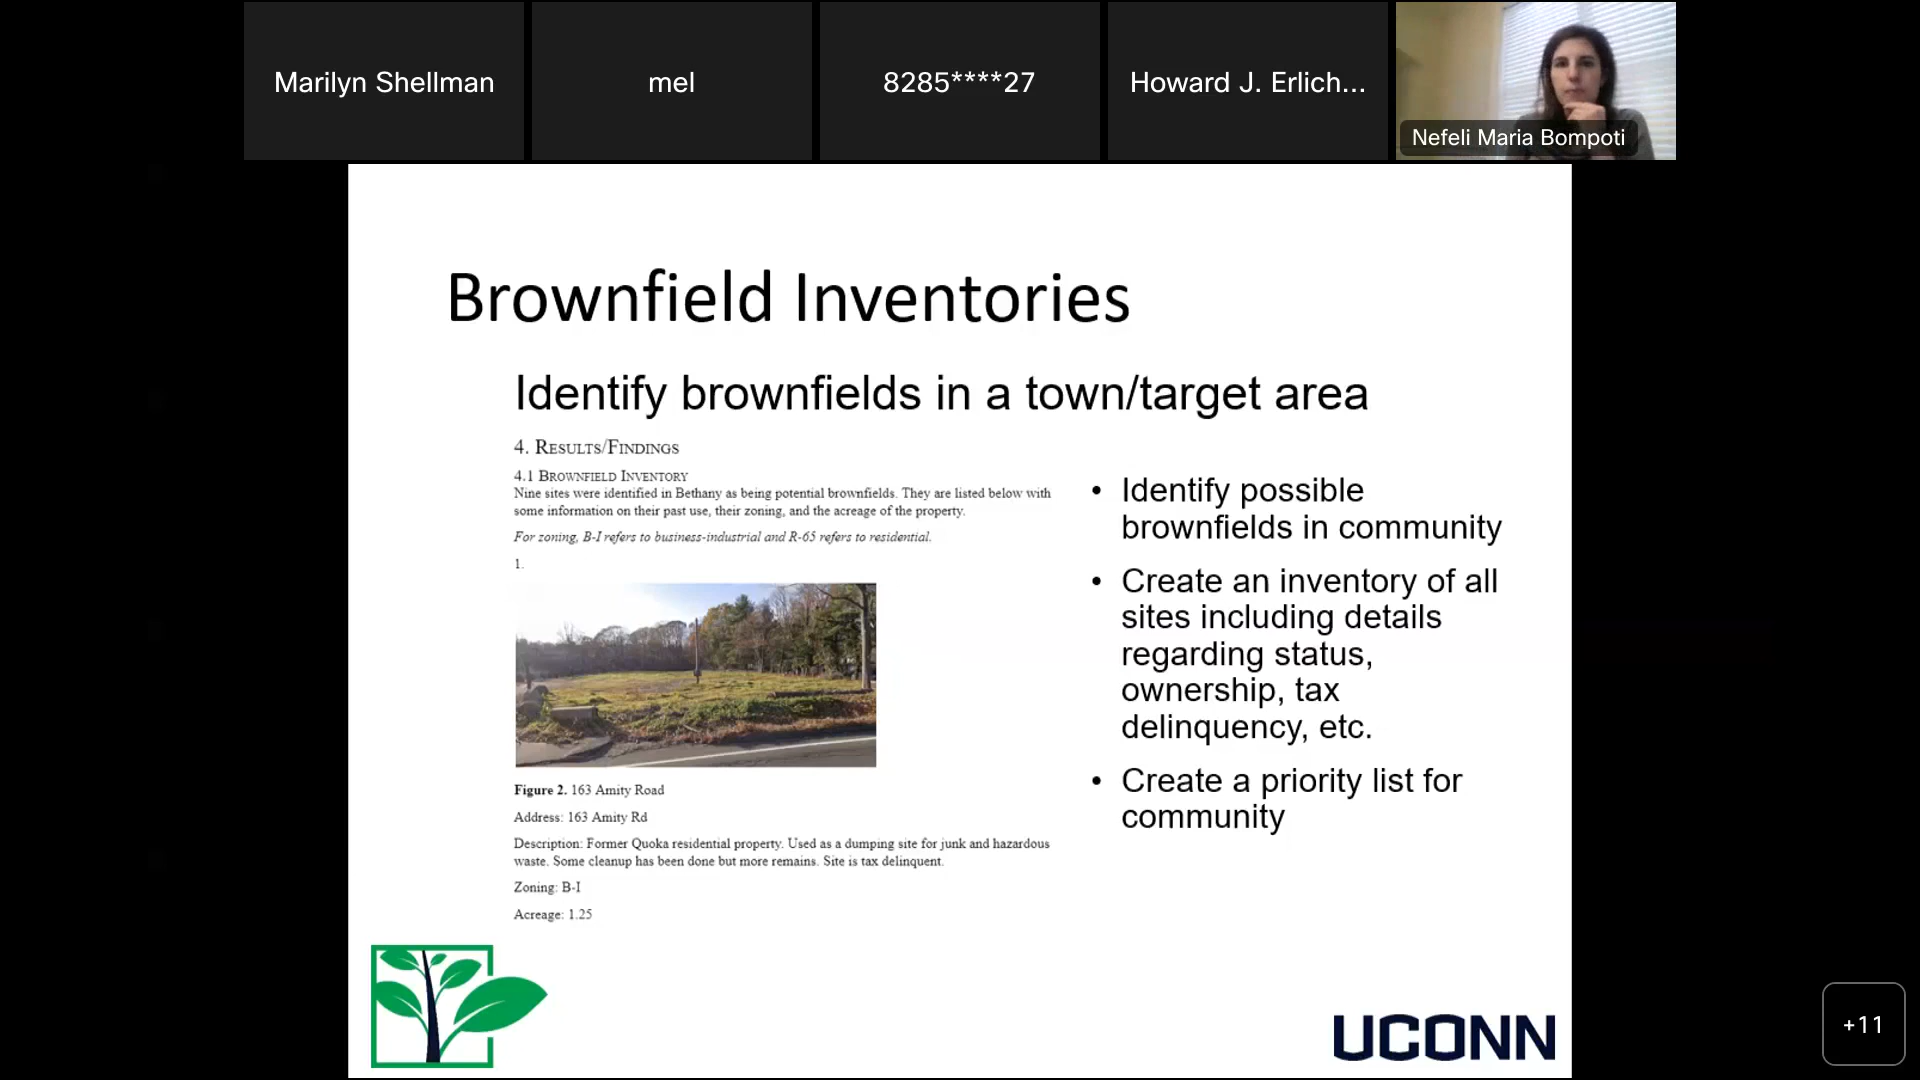 Marilyn Shellman
mel
8285****27
Howard J. Erlich...
Nefeli Maria Bompoti
Brownfield Inventories
Identify brownfields in a town/target area
4. RESULTS/FINDINGS
4.1 BROWNFIELD INVENTORY
Nine sites were identified in Bethany as being potential brownfields. They are listed below with
some information on their past use, their zoning, and the acreage of the property.
For zoning, B-I refers to business-industrial and R-65 refers to residential.
1.
Figure 2. 163 Amity Road
Address: 163 Amity Rd
Description: Former Quoka residential property. Used as a dumping site for junk and hazardous
waste. Some cleanup has been done but more remains. Site is tax delinquent.
Zoning: B-I
Acreage: 1.25
• Identify possible
brownfields in community
• Create an inventory of all
sites including details
regarding status,
ownership, tax
delinquency, etc.
• Create a priority list for
community
UCONN
+11